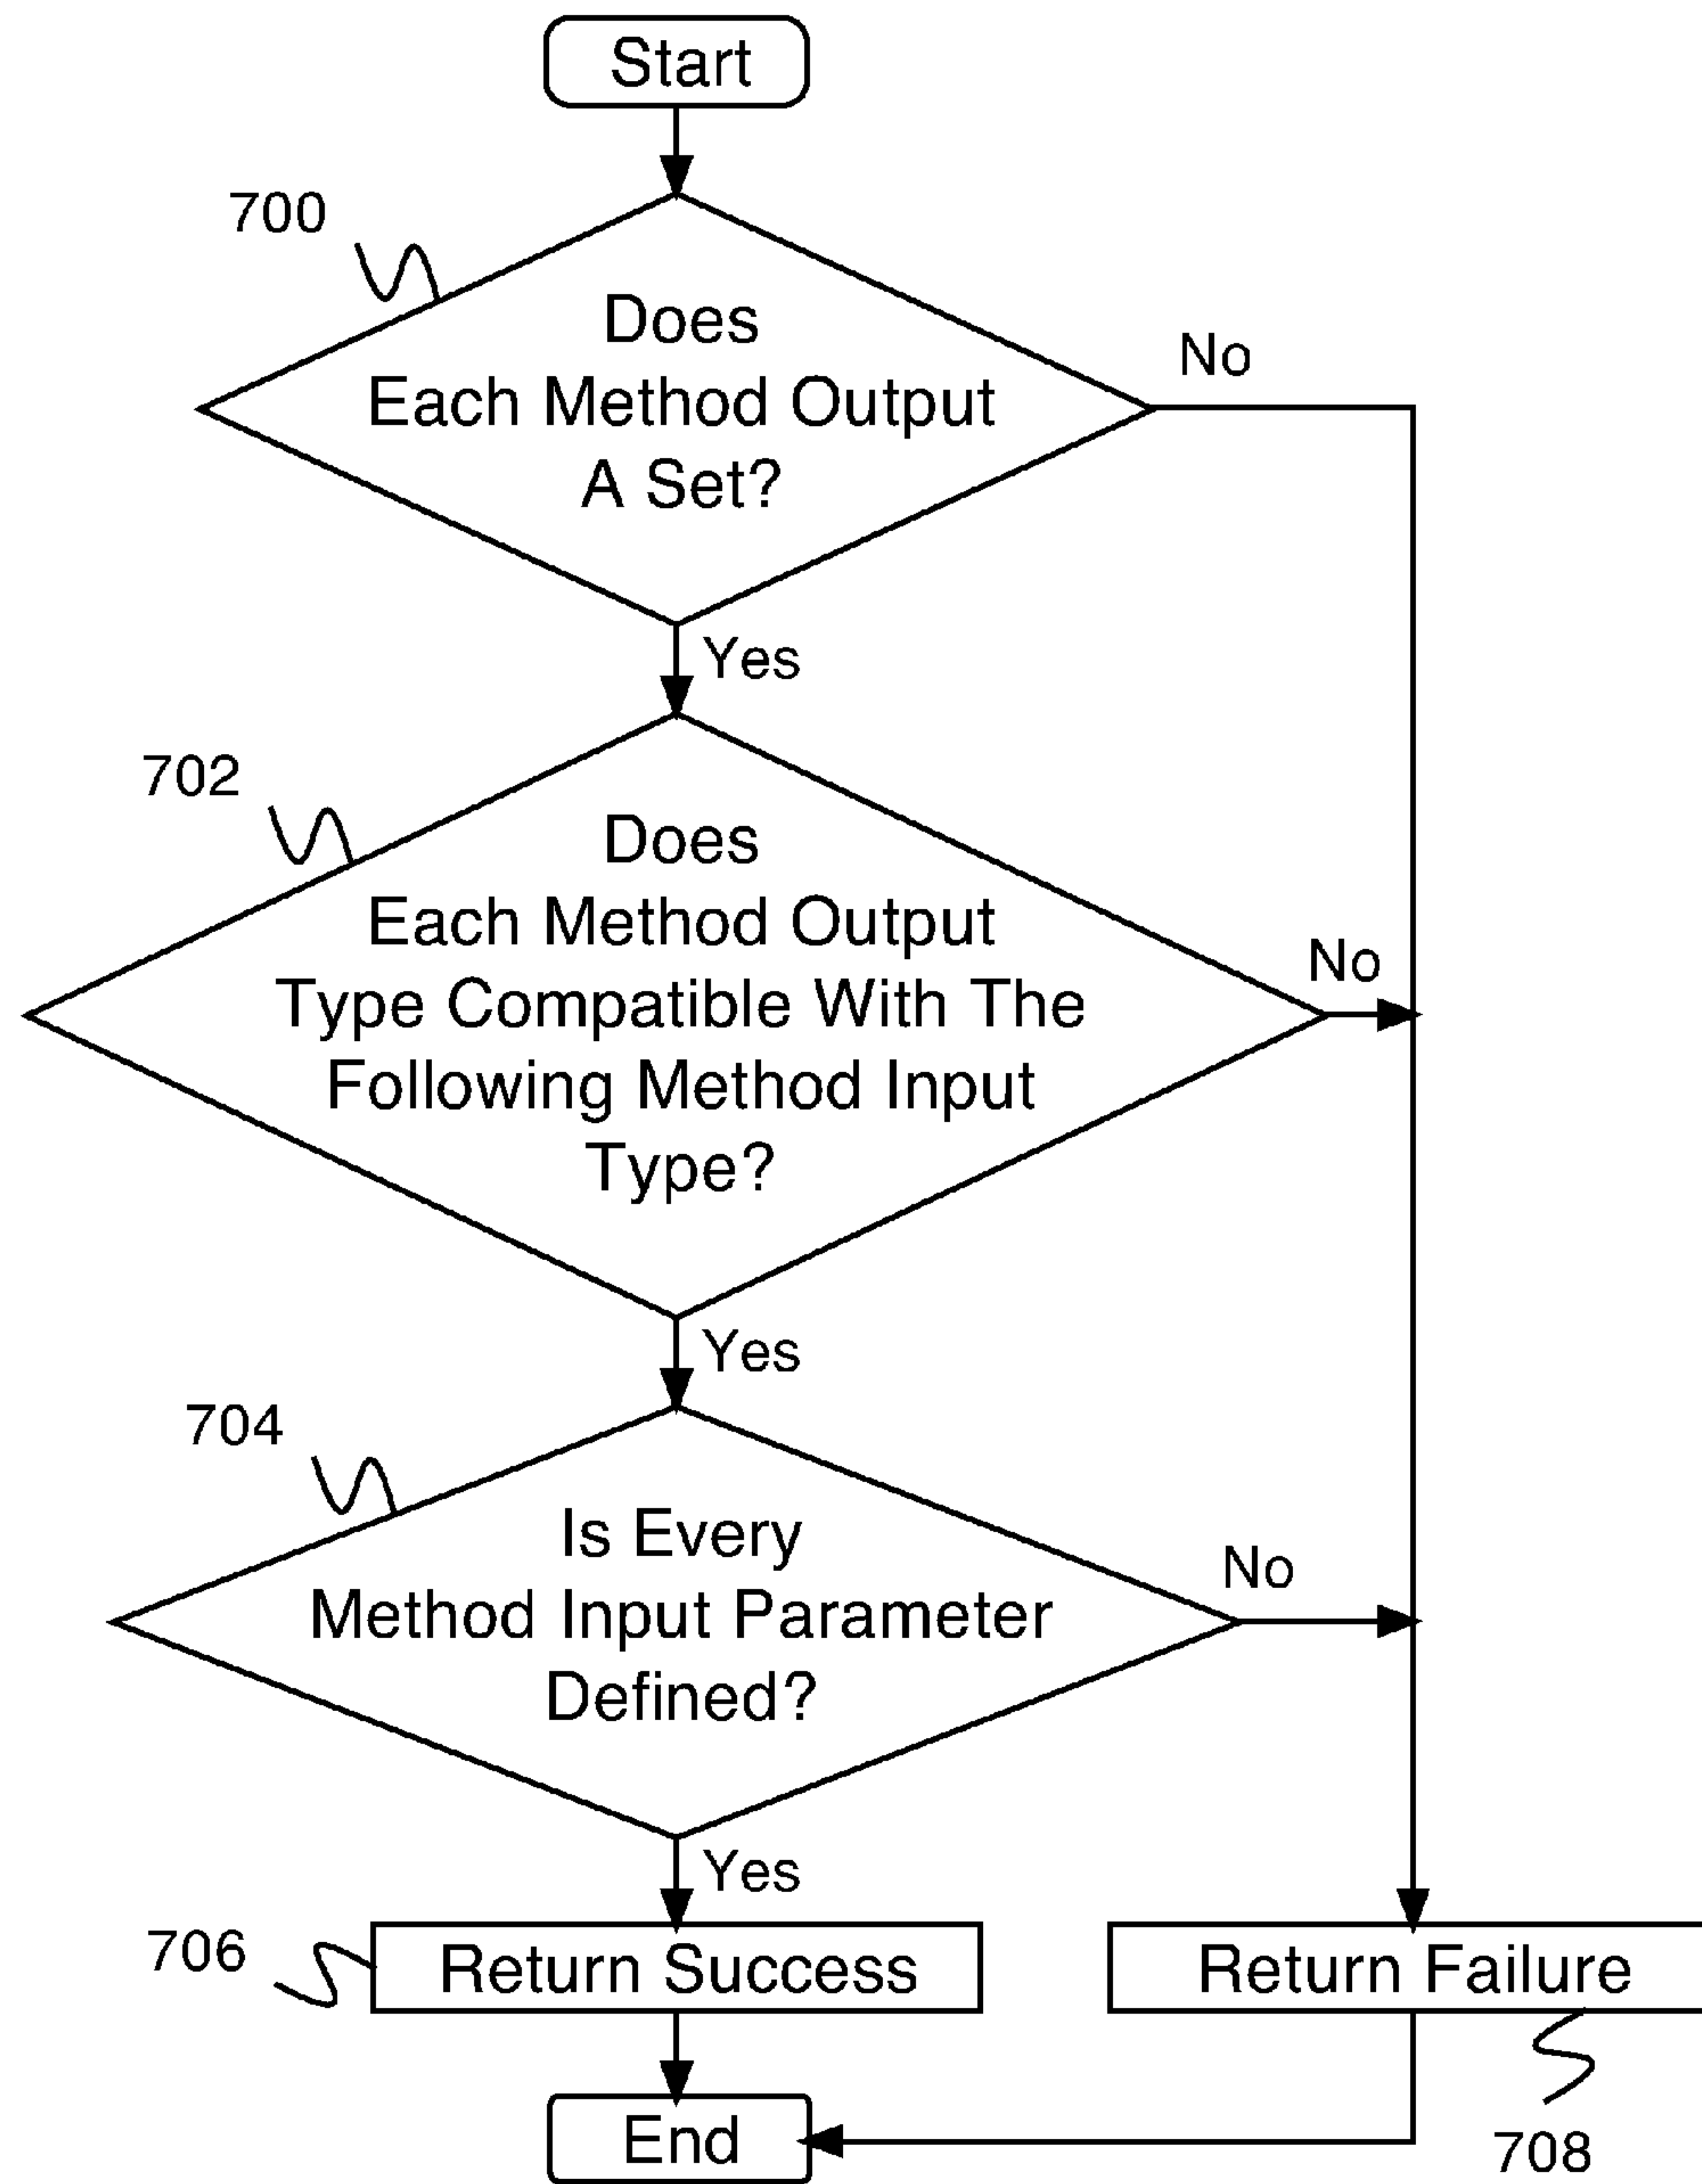 Start
700
Does
Each Method Output
A Set?
No
Yes
702
Does
Each Method Output
Type Compatible With The
Following Method Input
Type?
No
Yes
704
Is Every
Method Input Parameter
Defined?
No
Yes
706
Return Success
Return Failure
End
708